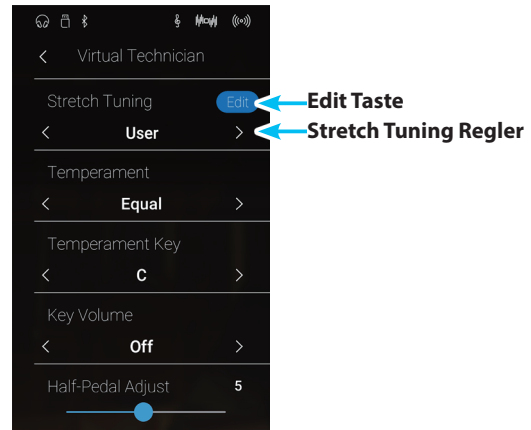 Virtual Technician
Stretch Tuning Edit Edit Taste
User Stretch Tuning Regler
Temperament
Equal
Temperament Key
C
Key Volume
Off
Half-Pedal Adjust 5